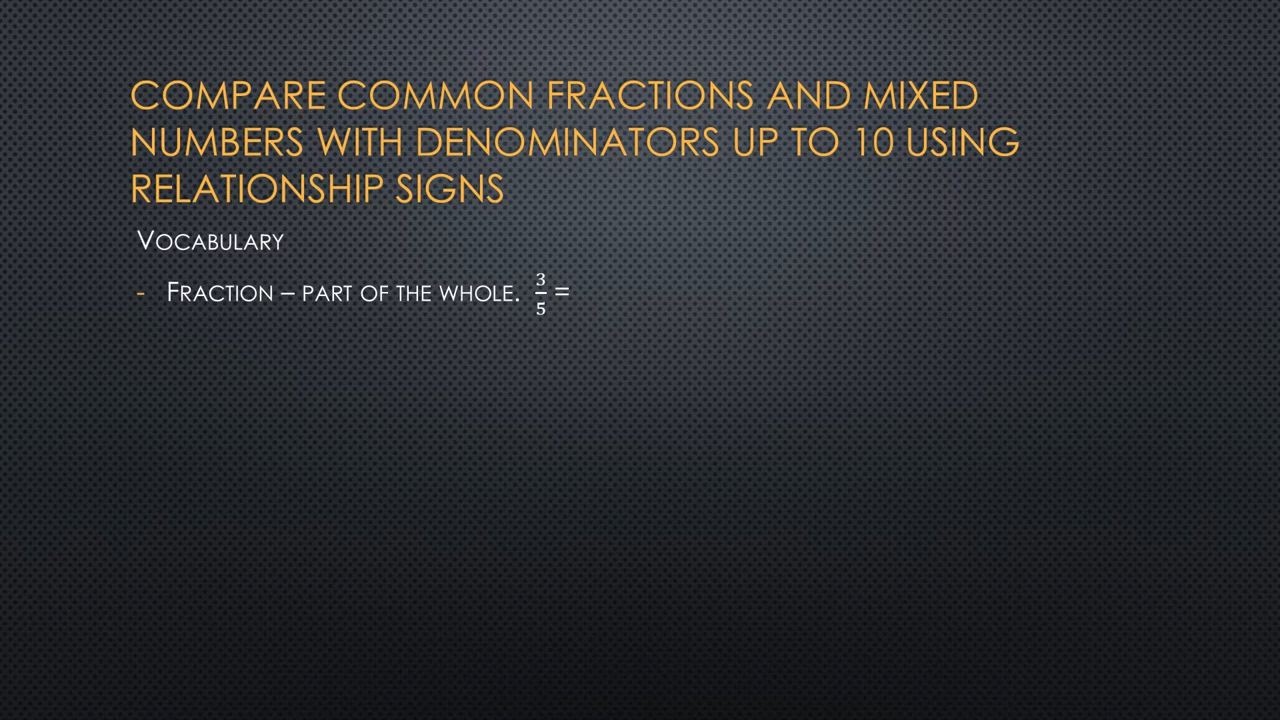 COMPARE COMMON FRACTIONS AND MIXED
NUMBERS WITH DENOMINATORS UP TO 10 USING
RELATIONSHIP SIGNS
VOCABULARY
- FRACTION – PART OF THE WHOLE. 3/5 =